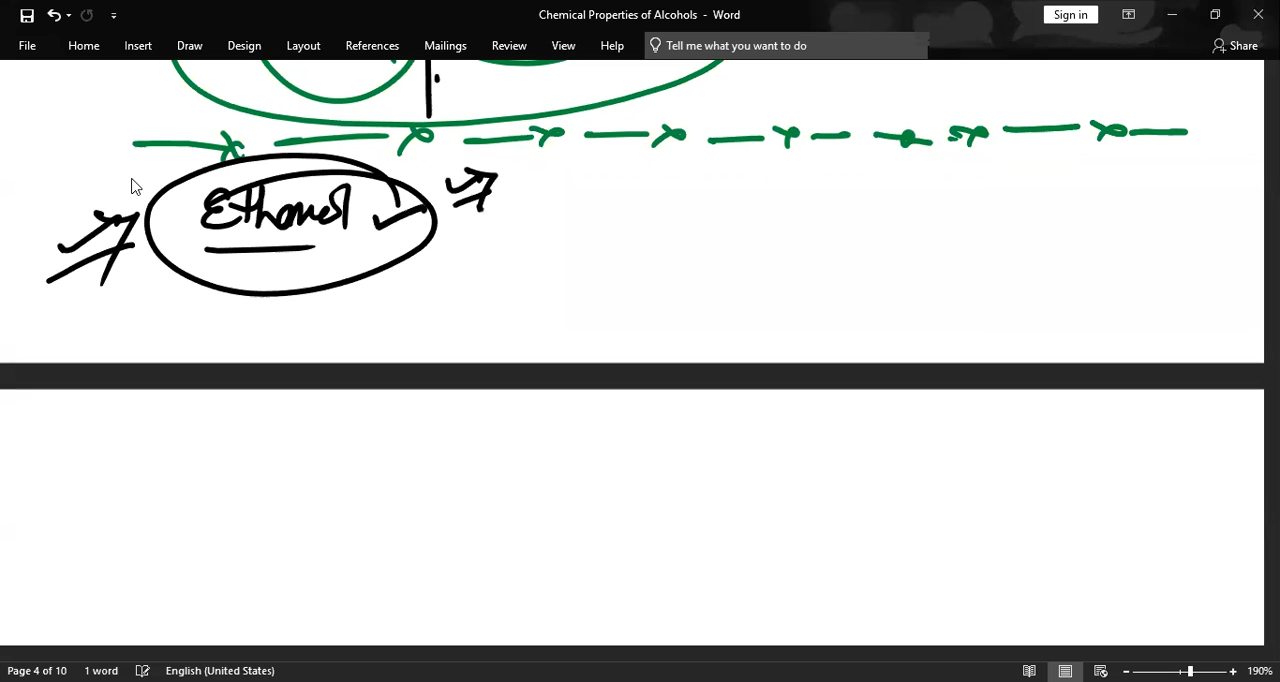 Chemical Properties of Alcohols - Word
Sign in
File Home Insert Draw Design Layout References Mailings Review View Help Tell me what you want to do Share
Ethanol
Page 4 of 10 1 word English (United States) 190%